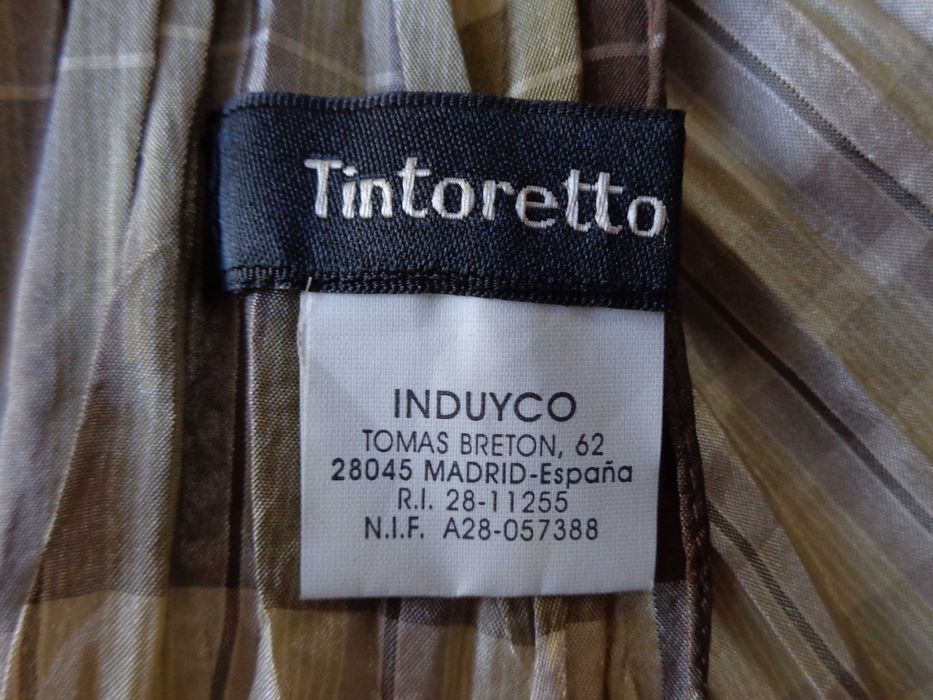 Tintoretto
INDUYCO
TOMAS BRETON, 62
28045 MADRID-España
R.I. 28-11255
N.I.F. A28-057388